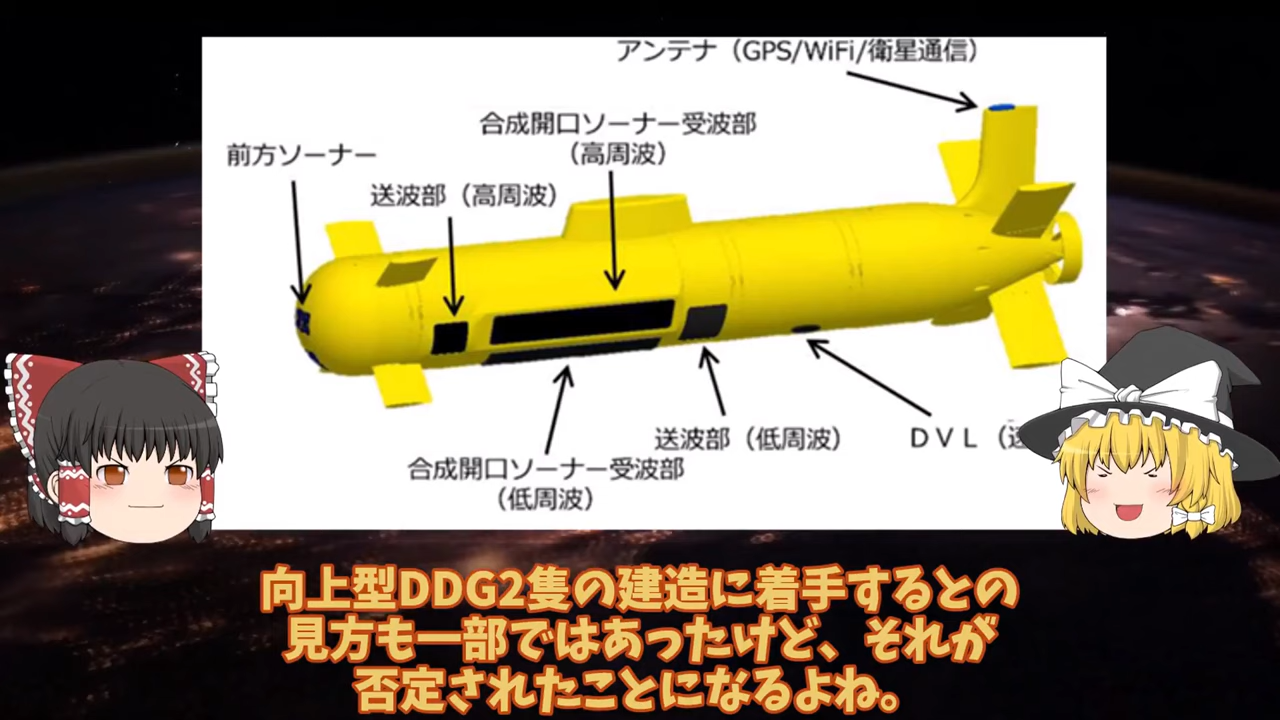 アンテナ（GPS/WiFi/衛星通信）
合成開口ソーナー受波部
（高周波）
前方ソーナー
送波部（高周波）
送波部（低周波）
ＤＶＬ（速
合成開口ソーナー受波部
（低周波）
向上型DDG2隻の建造に着手するとの
見方も一部ではあったけど、それが
否定されたことになるよね。